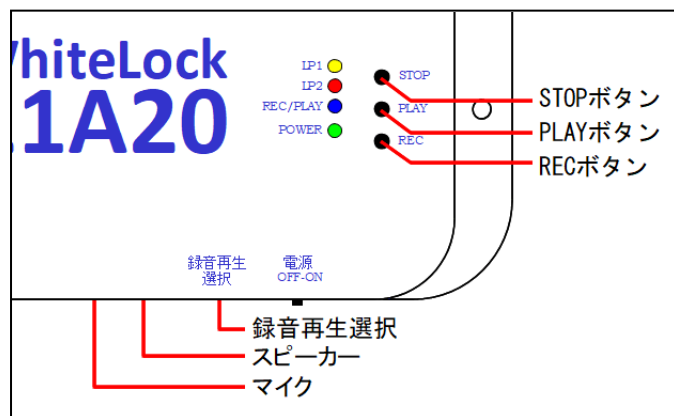 WhiteLock
.1A20
LP1
LP2
REC/PLAY
POWER
STOP
PLAY
REC
STOPボタン
PLAYボタン
RECボタン
録音再生
選択
電源
OFF-ON
録音再生選択
スピーカー
マイク